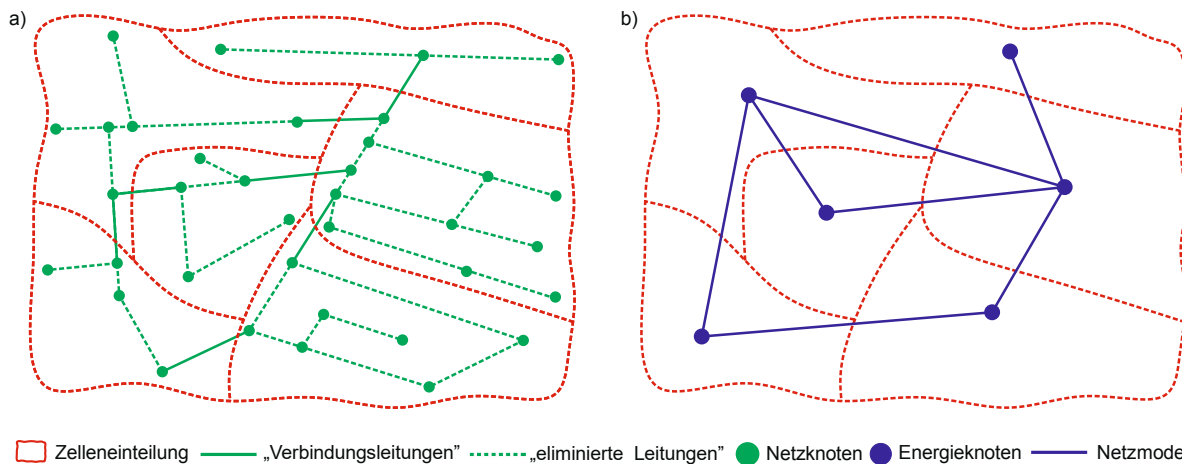 a)
b)
Zelleneinteilung „Verbindungsleitungen” „eliminierte Leitungen” Netzknoten Energieknoten Netzmode